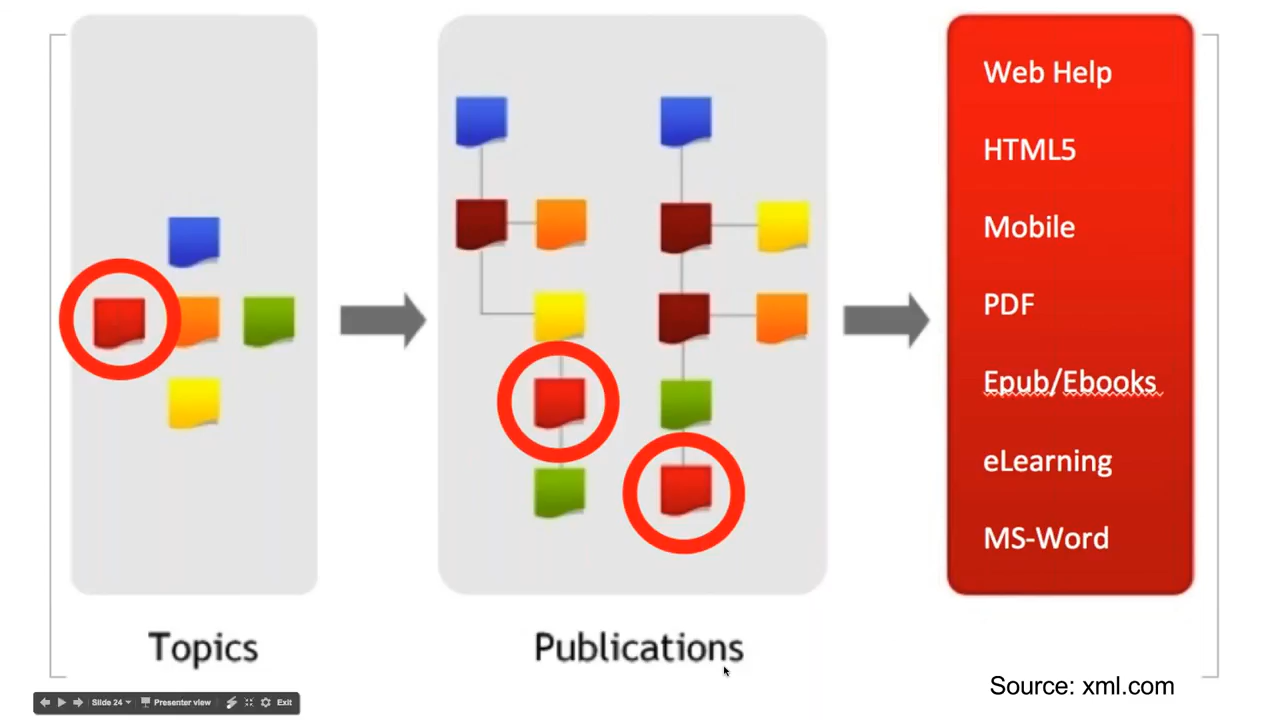 Web Help
HTML5
Mobile
PDF
Epub/Ebooks
eLearning
MS-Word
Topics
Publications
Source: xml.com
Slide 24
Presenter view
Exit